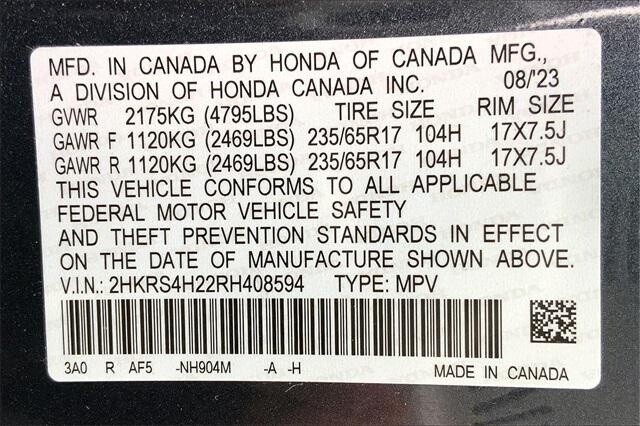 MFD. IN CANADA BY HONDA OF CANADA MFG.,
A DIVISION OF HONDA CANADA INC. 08/'23
GVWR 2175KG (4795LBS) TIRE SIZE RIM SIZE
GAWR F 1120KG (2469LBS) 235/65R17 104H 17X7.5J
GAWR R 1120KG (2469LBS) 235/65R17 104H 17X7.5J
THIS VEHICLE CONFORMS TO ALL APPLICABLE
FEDERAL MOTOR VEHICLE SAFETY
AND THEFT PREVENTION STANDARDS IN EFFECT
ON THE DATE OF MANUFACTURE SHOWN ABOVE.
V.I.N.: 2HKRS4H22RH408594 TYPE: MPV
3A0 R AF5 -NH904M -A -H MADE IN CANADA